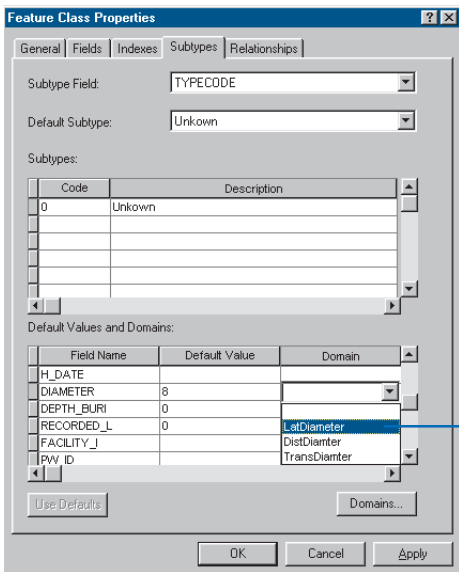 Feature Class Properties
General Fields Indexes Subtypes Relationships
Subtype Field: TYPECODE
Default Subtype: Unkown
Subtypes:
Code Description
0 Unkown
Default Values and Domains:
Field Name Default Value Domain
H_DATE
DIAMETER 8
DEPTH_BURI 0
RECORDED_L 0 LatDiameter
FACILITY_I DistDiamter
PW_ID TransDiamter
Use Defaults Domains...
OK Cancel Apply